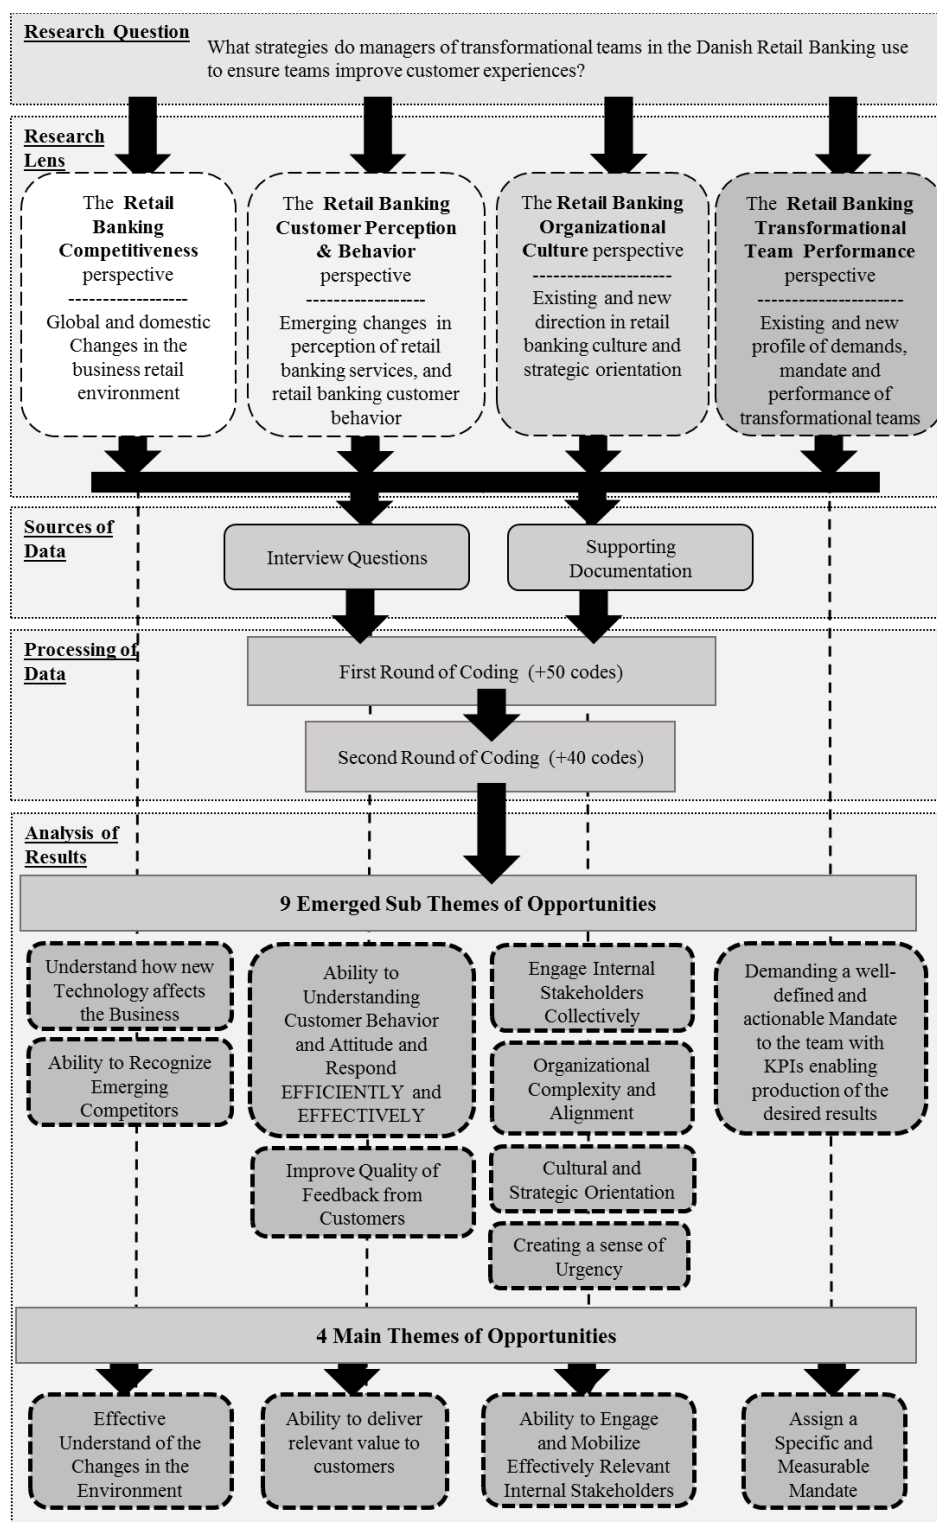 Research Question
What strategies do managers of transformational teams in the Danish Retail Banking use
to ensure teams improve customer experiences?
Research
Lens
The Retail
Banking
Competitiveness
perspective
------------------
Global and domestic
Changes in the
business retail
environment
The Retail Banking
Customer Perception
& Behavior
perspective
------------------
Emerging changes in
perception of retail
banking services, and
retail banking customer
behavior
The Retail Banking
Organizational
Culture perspective
---------------------
Existing and new
direction in retail
banking culture and
strategic orientation
The Retail Banking
Transformational
Team Performance
perspective
------------------
Existing and new
profile of demands,
mandate and
performance of
transformational teams
Sources of
Data
Interview Questions
Supporting
Documentation
Processing of
Data
First Round of Coding (+50 codes)
Second Round of Coding (+40 codes)
Analysis of
Results
9 Emerged Sub Themes of Opportunities
Understand how new
Technology affects
the Business
Ability to Recognize
Emerging
Competitors
Ability to
Understanding
Customer Behavior
and Attitude and
Respond
EFFICIENTLY and
EFFECTIVELY
Improve Quality of
Feedback from
Customers
Engage Internal
Stakeholders
Collectively
Organizational
Complexity and
Alignment
Cultural and
Strategic Orientation
Creating a sense of
Urgency
Demanding a well-
defined and
actionable Mandate
to the team with
KPIs enabling
production of the
desired results
4 Main Themes of Opportunities
Effective
Understand of the
Changes in the
Environment
Ability to deliver
relevant value to
customers
Ability to Engage
and Mobilize
Effectively Relevant
Internal Stakeholders
Assign a
Specific and
Measurable
Mandate